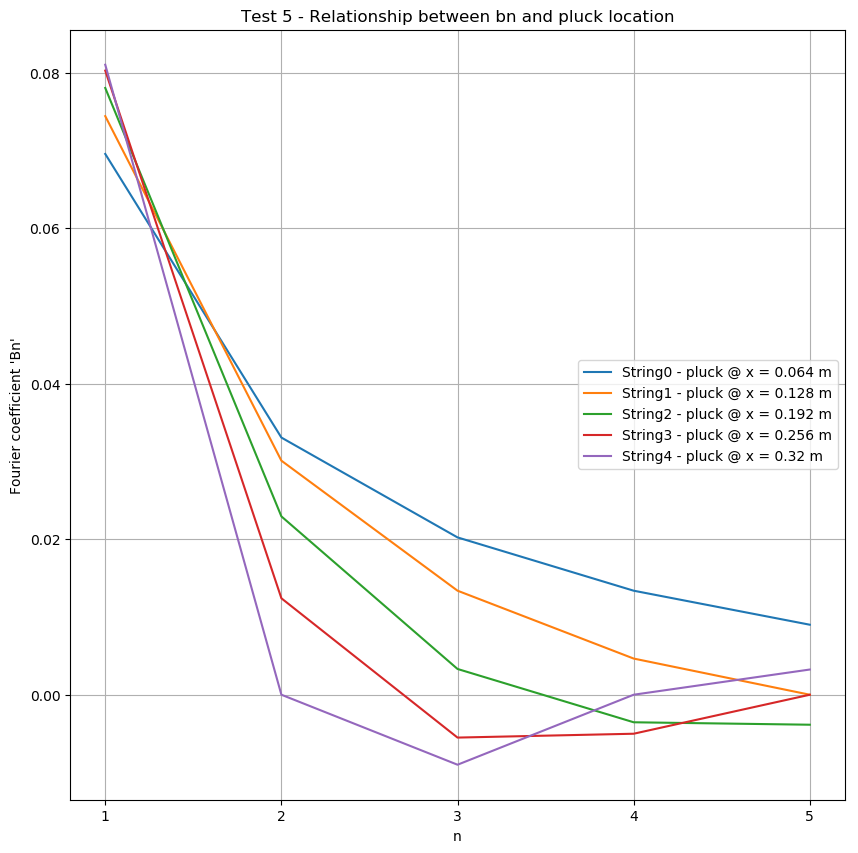 Test 5 - Relationship between bn and pluck location
Fourier coefficient 'Bn'
0.08
0.06
0.04
0.02
0.00
String0 - pluck @ x = 0.064 m
String1 - pluck @ x = 0.128 m
String2 - pluck @ x = 0.192 m
String3 - pluck @ x = 0.256 m
String4 - pluck @ x = 0.32 m
1 2 3 4 5
n